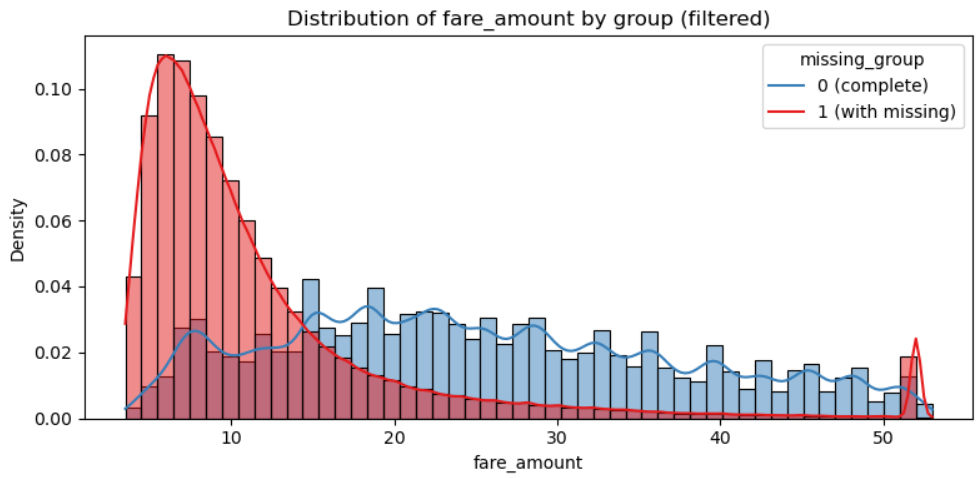 Distribution of fare_amount by group (filtered)
missing_group
0 (complete)
1 (with missing)
Density
0.10
0.08
0.06
0.04
0.02
0.00
10
20
30
40
50
fare_amount